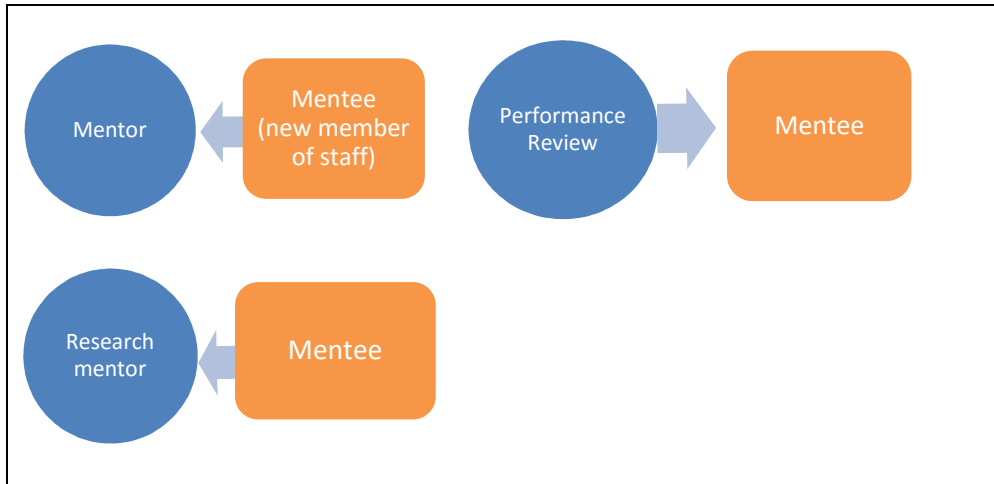 Mentor
Mentee
(new member
of staff)
Performance
Review
Mentee
Research
mentor
Mentee